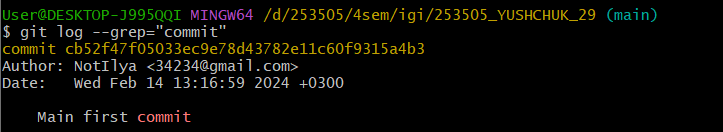 User@DESKTOP-J995QQI MINGW64 /d/253505/4sem/igi/253505_YUSHCHUK_29 (main)
$ git log --grep="commit"
commit cb52f47f05033ec9e78d43782e11c60f9315a4b3
Author: NotIlya <34234@gmail.com>
Date:   Wed Feb 14 13:16:59 2024 +0300
    Main first commit